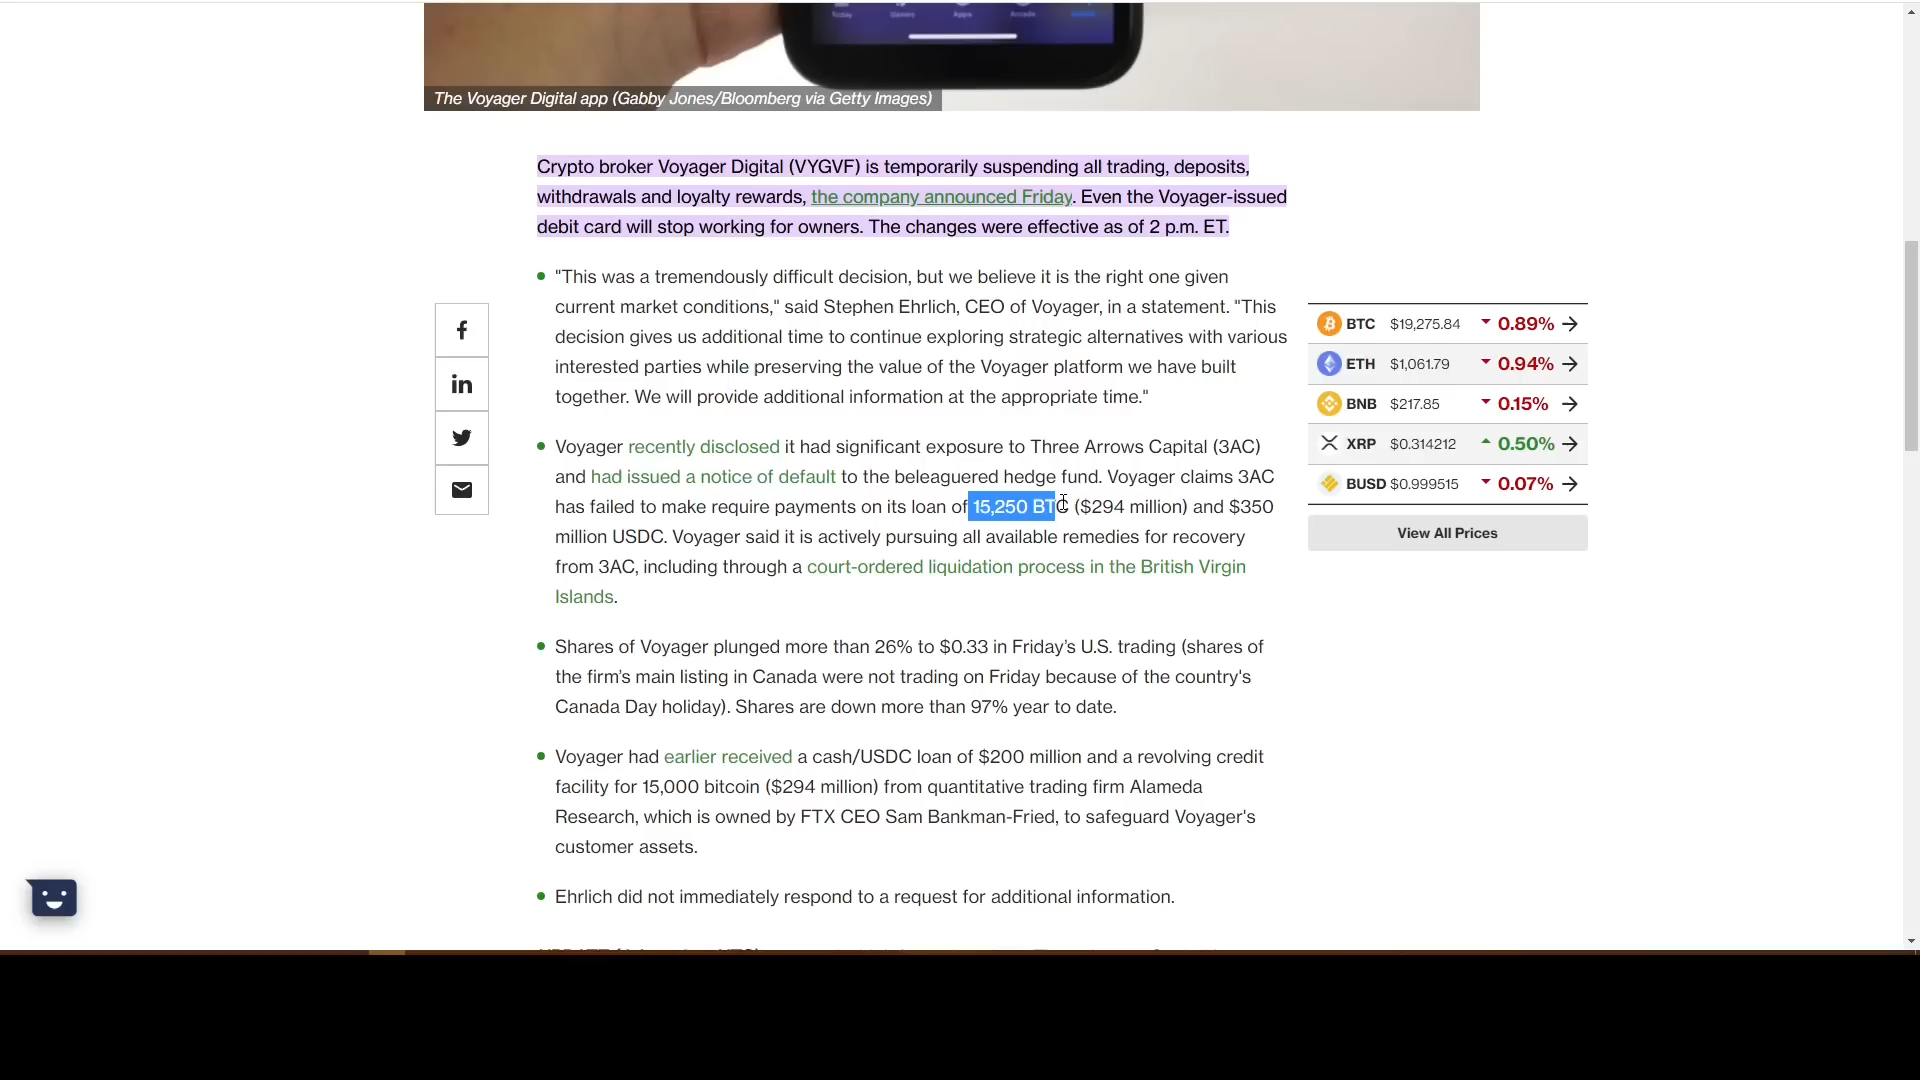 The Voyager Digital app (Gabby Jones/Bloomberg via Getty Images)
Crypto broker Voyager Digital (VYGVF) is temporarily suspending all trading, deposits,
withdrawals and loyalty rewards, the company announced Friday. Even the Voyager-issued
debit card will stop working for owners. The changes were effective as of 2 p.m. ET.
"This was a tremendously difficult decision, but we believe it is the right one given
current market conditions," said Stephen Ehrlich, CEO of Voyager, in a statement. "This
decision gives us additional time to continue exploring strategic alternatives with various
interested parties while preserving the value of the Voyager platform we have built
together. We will provide additional information at the appropriate time."
Voyager recently disclosed it had significant exposure to Three Arrows Capital (3AC)
and had issued a notice of default to the beleaguered hedge fund. Voyager claims 3AC
has failed to make require payments on its loan of 15,250 BTC ($294 million) and $350
million USDC. Voyager said it is actively pursuing all available remedies for recovery
from 3AC, including through a court-ordered liquidation process in the British Virgin
Islands.
Shares of Voyager plunged more than 26% to $0.33 in Friday’s U.S. trading (shares of
the firm’s main listing in Canada were not trading on Friday because of the country's
Canada Day holiday). Shares are down more than 97% year to date.
Voyager had earlier received a cash/USDC loan of $200 million and a revolving credit
facility for 15,000 bitcoin ($294 million) from quantitative trading firm Alameda
Research, which is owned by FTX CEO Sam Bankman-Fried, to safeguard Voyager's
customer assets.
Ehrlich did not immediately respond to a request for additional information.
BTC $19,275.84 0.89%
ETH $1,061.79 0.94%
BNB $217.85 0.15%
XRP $0.314212 0.50%
BUSD $0.999515 0.07%
View All Prices